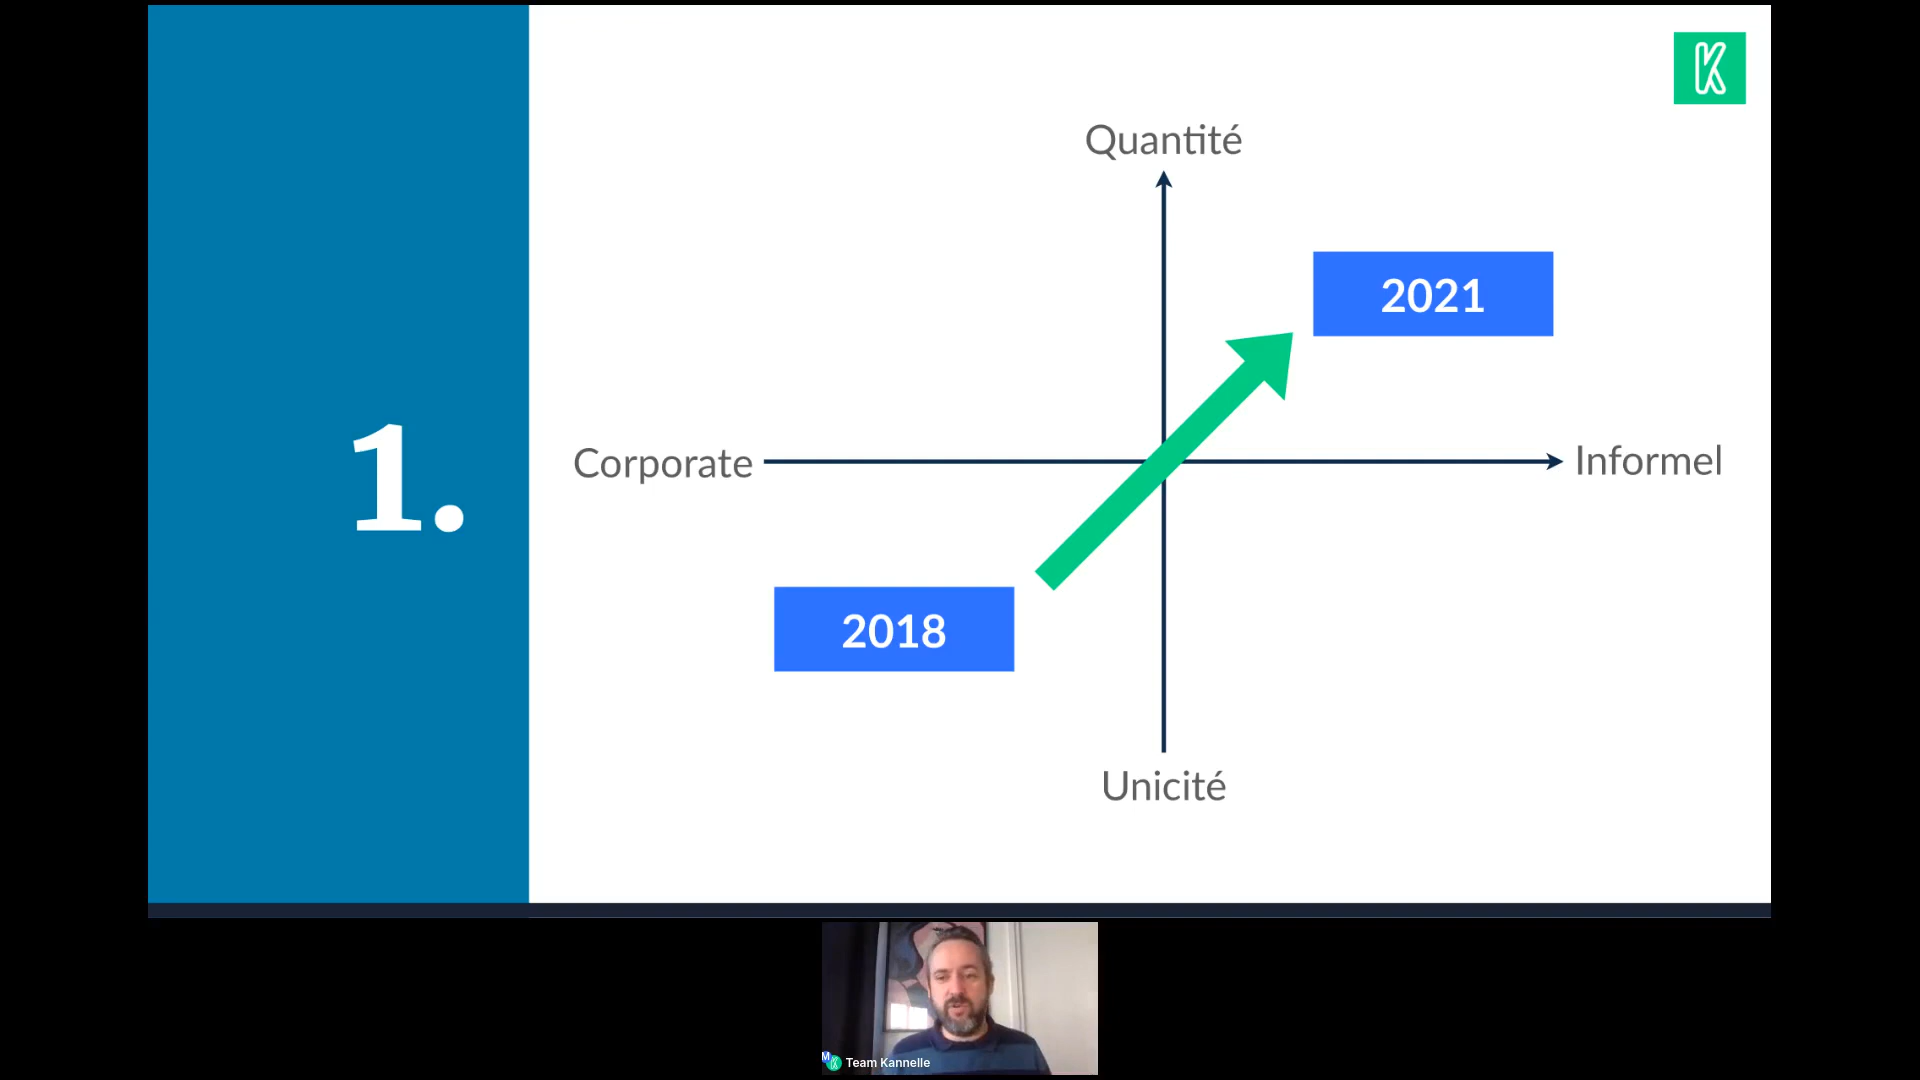 K
Quantité
2021
1.
Corporate
Informel
2018
Unicité
M
K
Team Kannelle